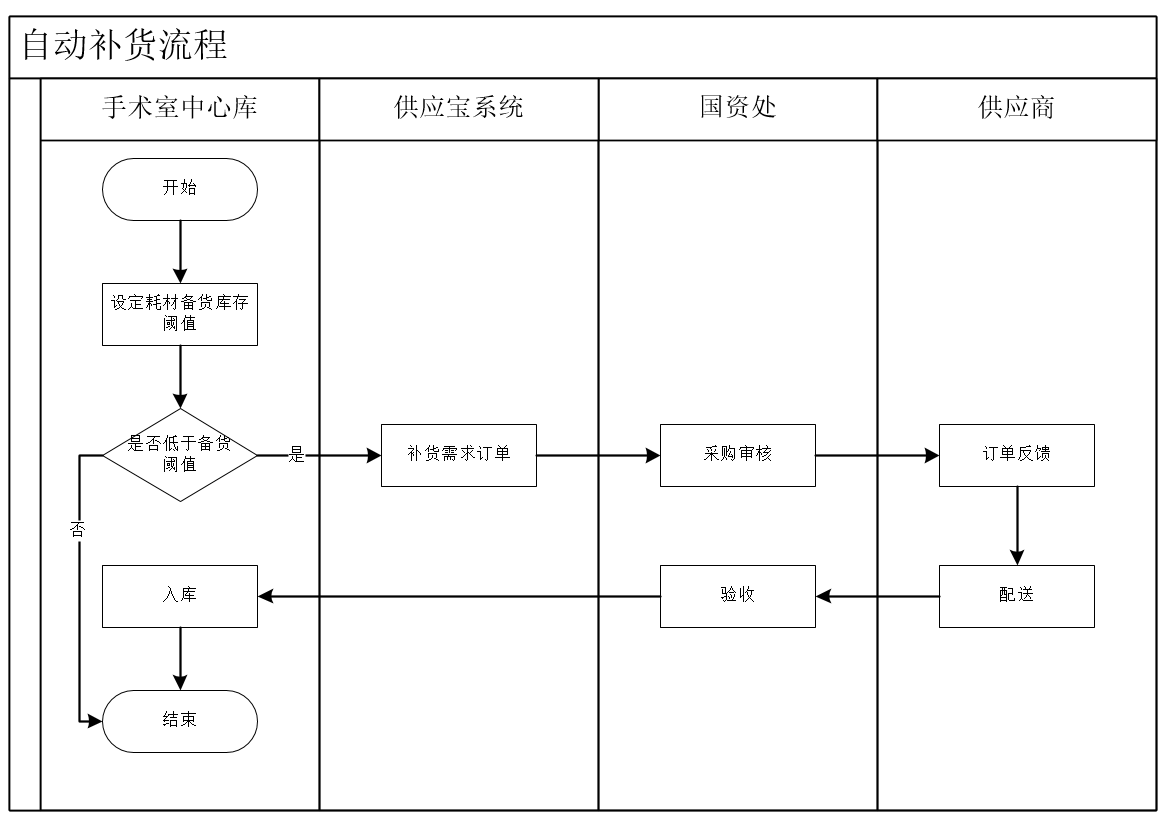 自动补货流程
手术室中心库
供应宝系统
国资处
供应商
开始
设定耗材备货库存
阈值
是否低于备货
阈值
是
补货需求订单
采购审核
订单反馈
否
入库
验收
配送
结束